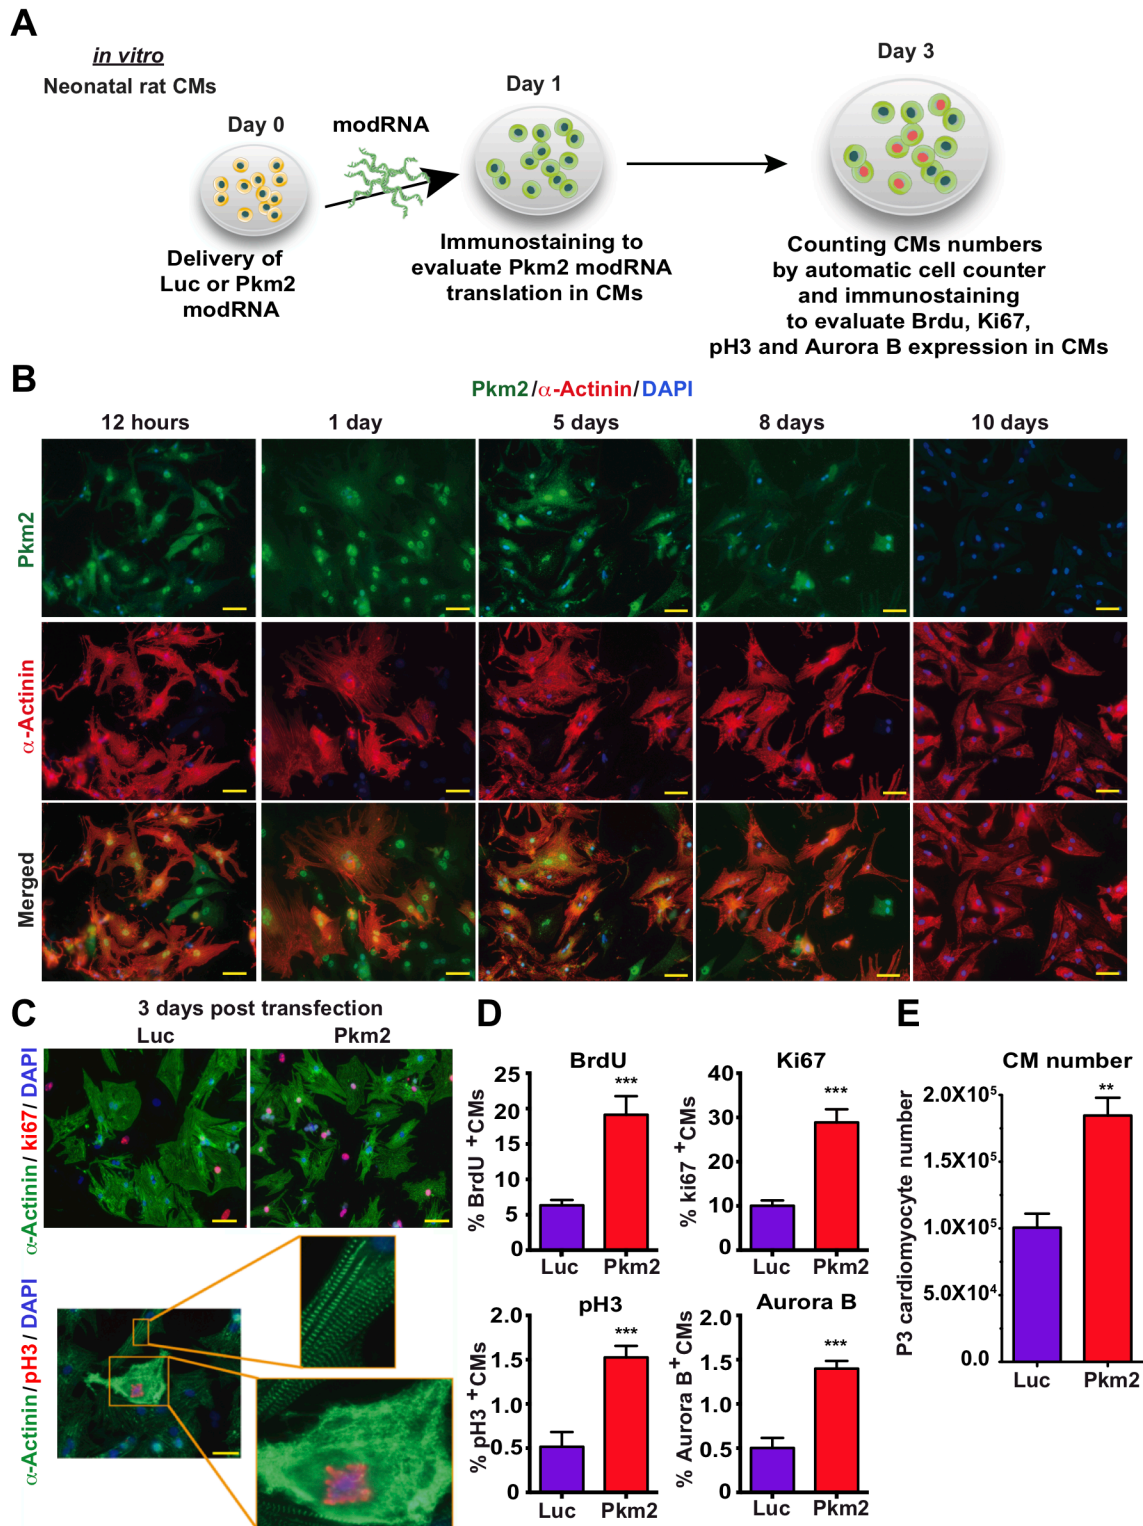 A
in vitro
Neonatal rat CMs
Day 0
modRNA
Day 1
Day 3
Delivery of
Luc or Pkm2
modRNA
Immunostaining to
evaluate Pkm2 modRNA
translation in CMs
Counting CMs numbers
by automatic cell counter
and immunostaining
to evaluate Brdu, Ki67,
pH3 and Aurora B expression in CMs
B
Pkm2/α-Actinin/DAPI
12 hours
1 day
5 days
8 days
10 days
Pkm2
α-Actinin
Merged
C
3 days post transfection
Luc
Pkm2
α-Actinin/ ki67/ DAPI
α-Actinin/pH3/ DAPI
D
BrdU
% BrdU +CMs
25
20
15
10
5
0
***
Luc
Pkm2
Ki67
% ki67 +CMs
40
30
20
10
0
***
Luc
Pkm2
pH3
% pH3 +CMs
2.0
1.5
1.0
0.5
0
***
Luc
Pkm2
Aurora B
% Aurora B+CMs
2.0
1.5
1.0
0.5
0
***
Luc
Pkm2
E
CM number
P3 cardiomyocyte number
2.0X10⁵
1.5X10⁵
1.0X10⁵
5.0X10⁴
0.0
**
Luc
Pkm2